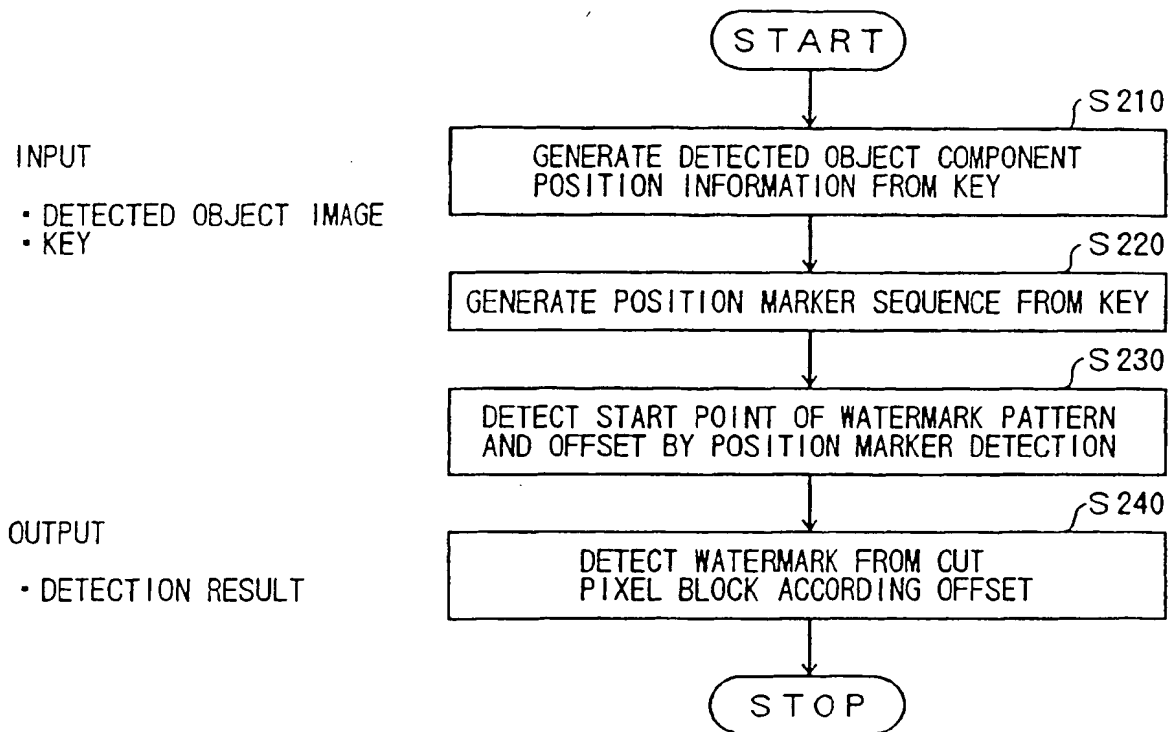 START
S210
INPUT
GENERATE DETECTED OBJECT COMPONENT
POSITION INFORMATION FROM KEY
・DETECTED OBJECT IMAGE
・KEY
S220
GENERATE POSITION MARKER SEQUENCE FROM KEY
S230
DETECT START POINT OF WATERMARK PATTERN
AND OFFSET BY POSITION MARKER DETECTION
S240
OUTPUT
DETECT WATERMARK FROM CUT
PIXEL BLOCK ACCORDING OFFSET
・DETECTION RESULT
STOP